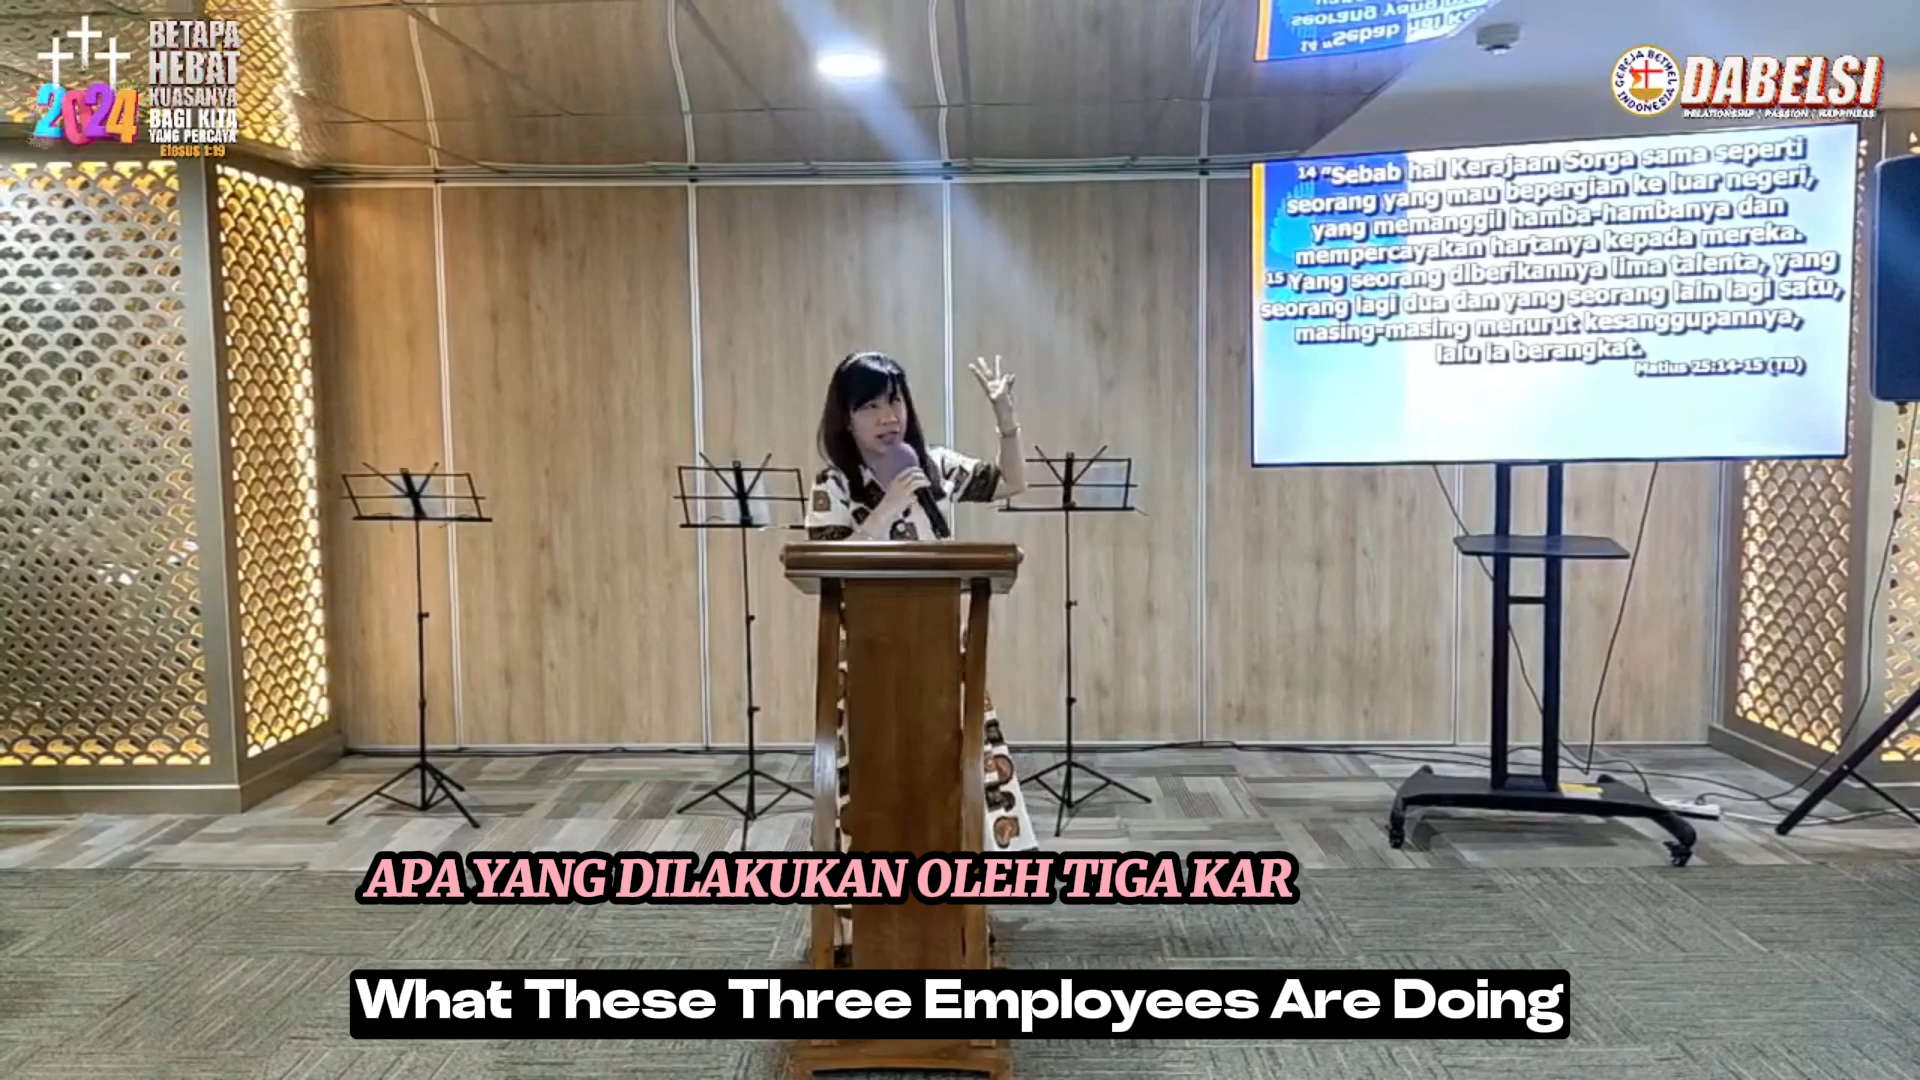 2024
BETAPA
HEBAT
KUASANYA
BAGI KITA
YANG PERCAYA
Efesus 1:19
GEREJA BETHEL
INDONESIA
DABELSI
RELATIONSHIP ; PASSION ; HAPPINESS
14 "Sebab hal Kerajaan Sorga sama seperti
seorang yang mau bepergian ke luar negeri,
yang memanggil hamba-hambanya dan
mempercayakan hartanya kepada mereka.
15 Yang seorang diberikannya lima talenta, yang
seorang lagi dua dan yang seorang lain lagi satu,
masing-masing menurut kesanggupannya,
lalu ia berangkat.
Matius 25:14-15 (TB)
APA YANG DILAKUKAN OLEH TIGA KAR
What These Three Employees Are Doing